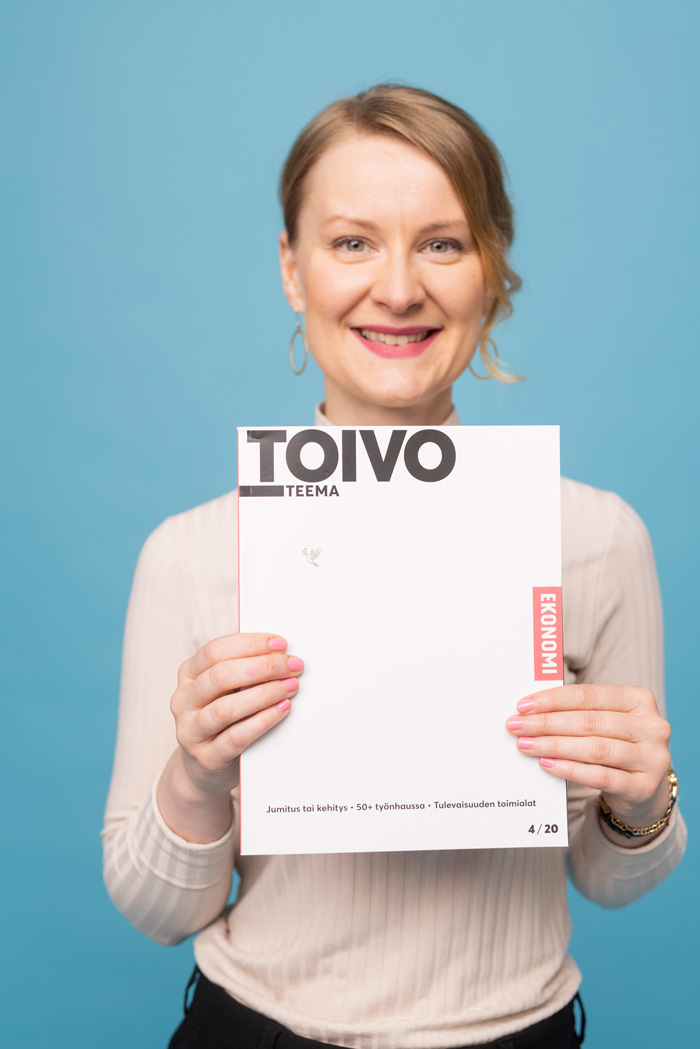 TOIVO
TEEMA
EKONOMI
Jumitus tai kehitys • 50+ työnhaussa • Tulevaisuuden toimialat
4/20